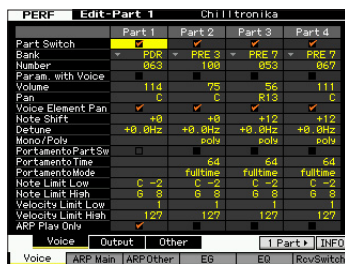 PERF Edit-Part 1 Chilltronika
Part 1 Part 2 Part 3 Part 4
Part Switch
Bank PDR PRE 3 PRE 7 PRE 7
Number 063 100 053 067
Param. with Voice
Volume 114 75 56 111
Pan C C R13 C
Voice Element Pan
Note Shift +0 +0 +12 +12
Detune +0.0Hz +0.0Hz +0.0Hz +0.0Hz
Mono/Poly poly poly poly
PortamentoPartSw
Portamento Time 64 64 64
Portamento Mode fulltime fulltime fulltime
Note Limit Low C -2 C -2 C -2 C -2
Note Limit High G 8 G 8 G 8 G 8
Velocity Limit Low 1 1 1 1
Velocity Limit High 127 127 127 127
ARP Play Only
Voice Output Other 1 Part INFO
Voice ARP Main ARP Other EG EQ RcvSwitch